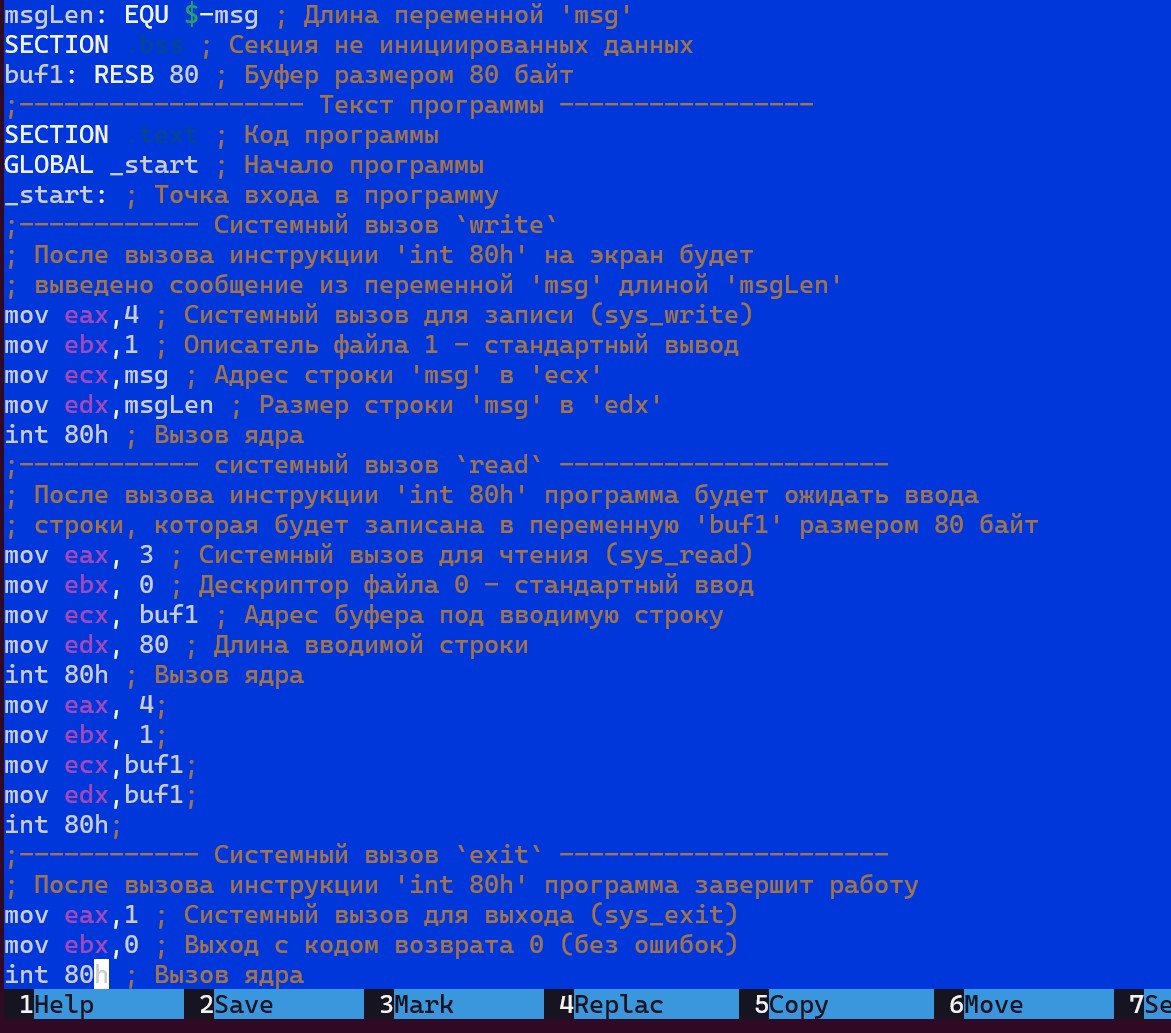 msgLen: EQU $-msg ; Длина переменной 'msg'
SECTION .bss ; Секция не инициированных данных
buf1: RESB 80 ; Буфер размером 80 байт
;------------------- Текст программы -----------------
SECTION .text ; Код программы
GLOBAL _start ; Начало программы
_start: ; Точка входа в программу
;------------ Системный вызов `write`
; После вызова инструкции 'int 80h' на экран будет
; выведено сообщение из переменной 'msg' длиной 'msgLen'
mov eax,4 ; Системный вызов для записи (sys_write)
mov ebx,1 ; Описатель файла 1 - стандартный вывод
mov ecx,msg ; Адрес строки 'msg' в 'ecx'
mov edx,msgLen ; Размер строки 'msg' в 'edx'
int 80h ; Вызов ядра
;------------ системный вызов `read` ----------------------
; После вызова инструкции 'int 80h' программа будет ожидать ввода
; строки, которая будет записана в переменную 'buf1' размером 80 байт
mov eax, 3 ; Системный вызов для чтения (sys_read)
mov ebx, 0 ; Дескриптор файла 0 - стандартный ввод
mov ecx, buf1 ; Адрес буфера под вводимую строку
mov edx, 80 ; Длина вводимой строки
int 80h ; Вызов ядра
mov eax, 4;
mov ebx, 1;
mov ecx,buf1;
mov edx,buf1;
int 80h;
;------------ Системный вызов `exit` ----------------------
; После вызова инструкции 'int 80h' программа завершит работу
mov eax,1 ; Системный вызов для выхода (sys_exit)
mov ebx,0 ; Выход с кодом возврата 0 (без ошибок)
int 80h ; Вызов ядра
1Help 2Save 3Mark 4Replac 5Copy 6Move 7Se